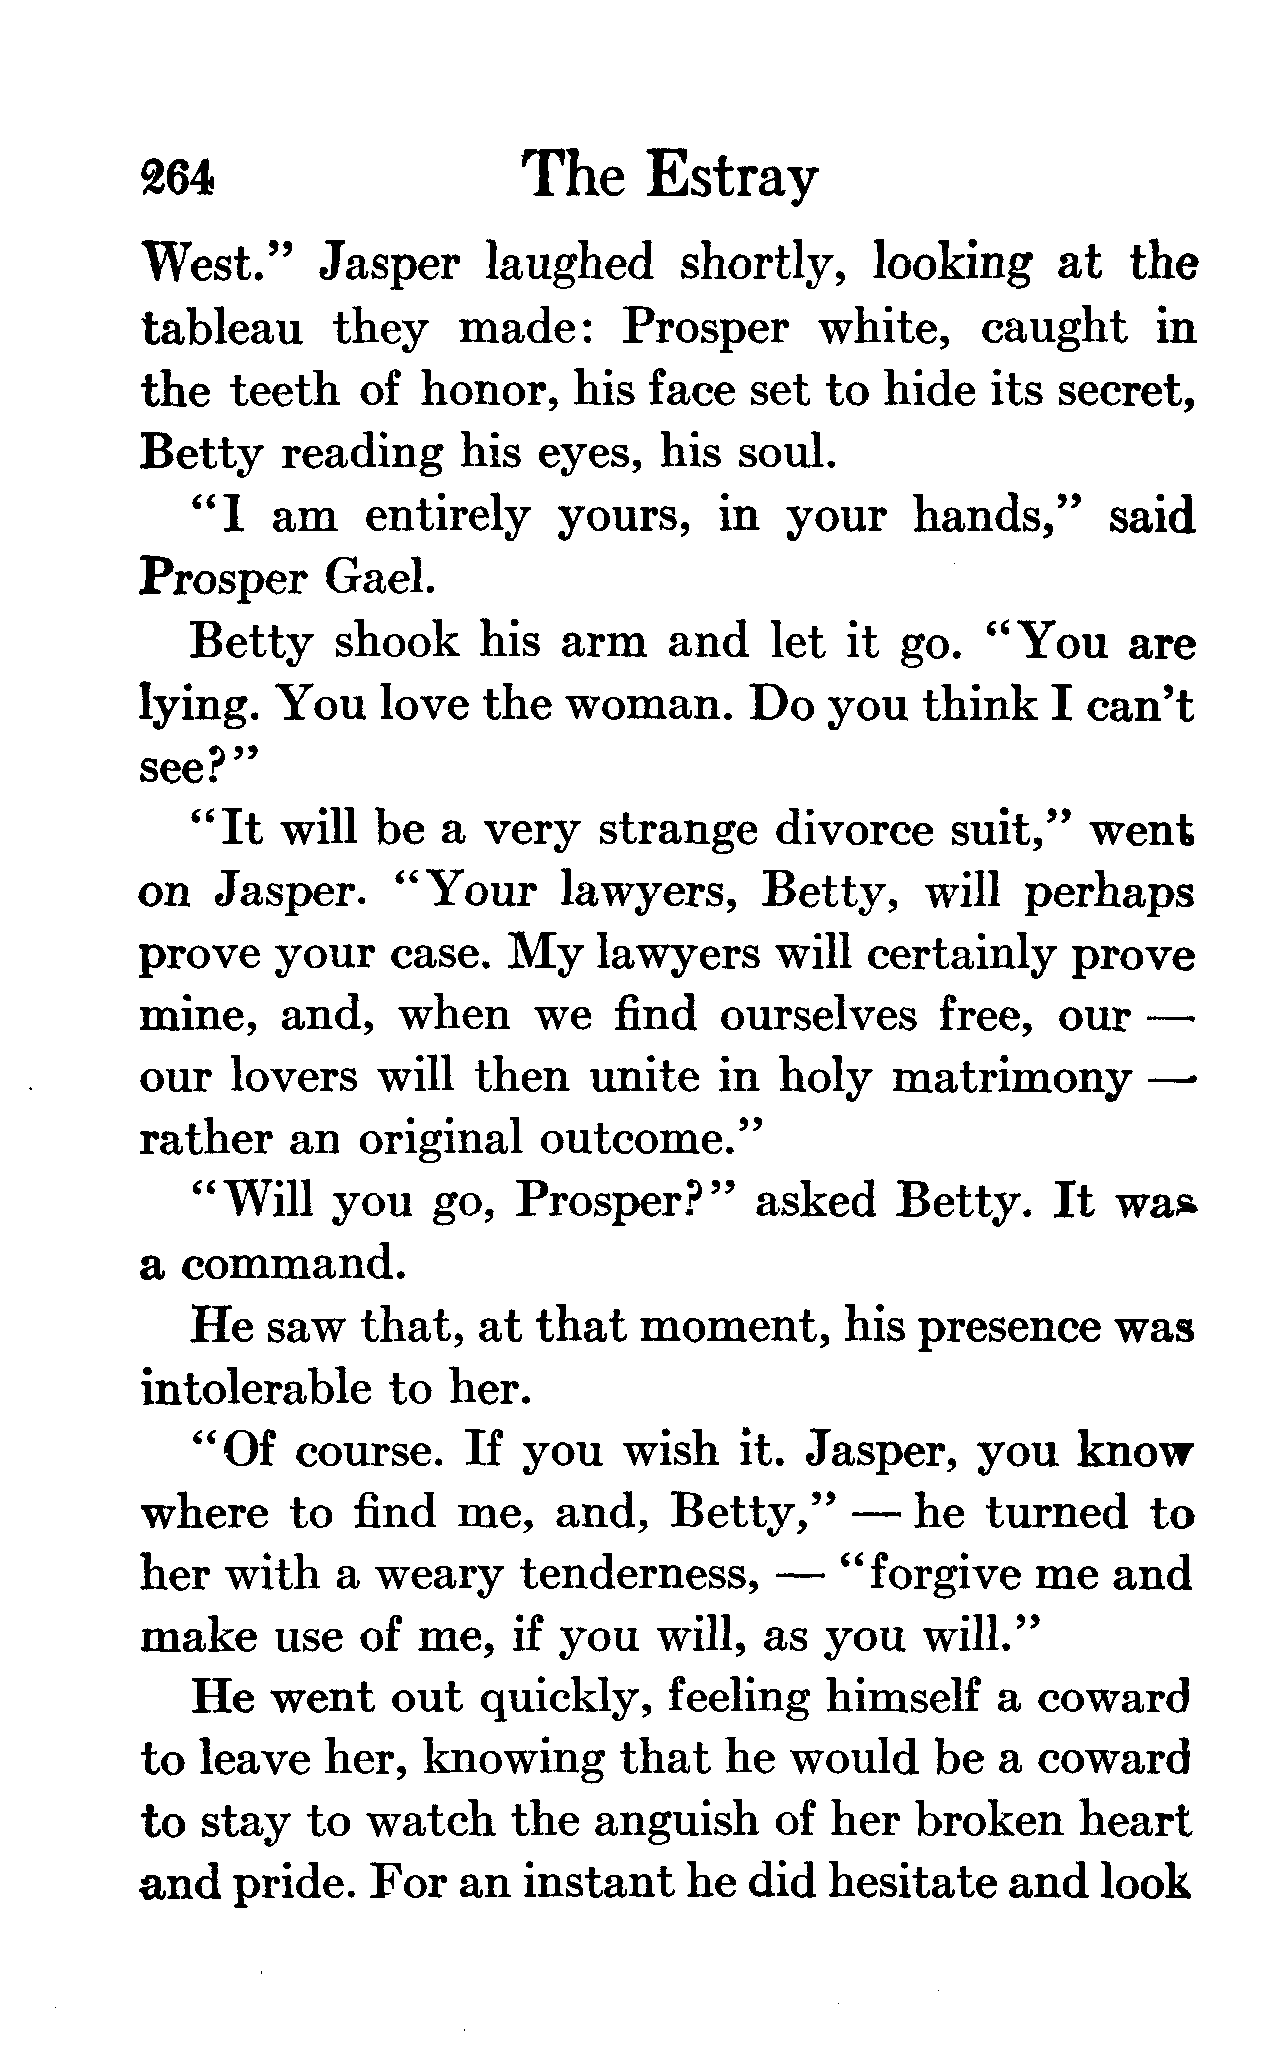 264 The Estray
West.” Jasper laughed shortly, looking at the
tableau they made: Prosper white, caught in
the teeth of honor, his face set to hide its secret,
Betty reading his eyes, his soul.
“I am entirely yours, in your hands,” said
Prosper Gael.
Betty shook his arm and let it go. “You are
lying. You love the woman. Do you think I can’t
see?”
“It will be a very strange divorce suit,” went
on Jasper. “Your lawyers, Betty, will perhaps
prove your case. My lawyers will certainly prove
mine, and, when we find ourselves free, our —
our lovers will then unite in holy matrimony —
rather an original outcome.”
“Will you go, Prosper?” asked Betty. It was
a command.
He saw that, at that moment, his presence was
intolerable to her.
“Of course. If you wish it. Jasper, you know
where to find me, and, Betty,” — he turned to
her with a weary tenderness, — “forgive me and
make use of me, if you will, as you will.”
He went out quickly, feeling himself a coward
to leave her, knowing that he would be a coward
to stay to watch the anguish of her broken heart
and pride. For an instant he did hesitate and look